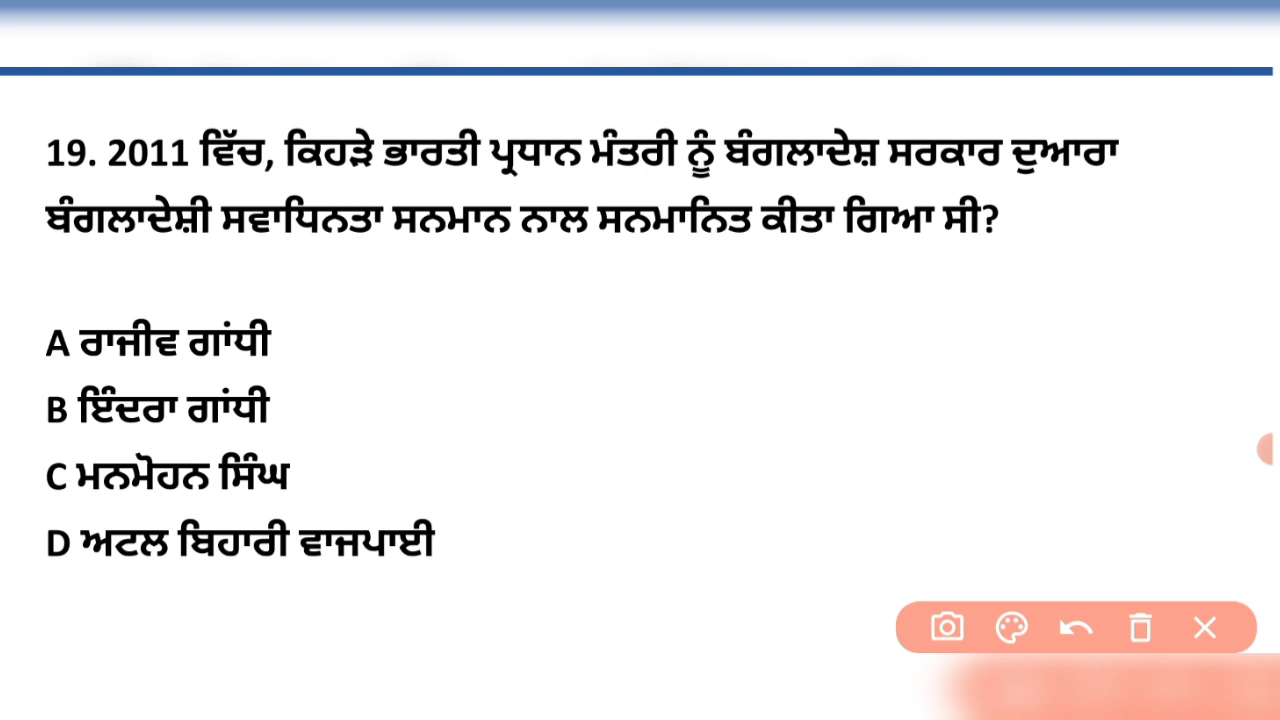 19. 2011 ਵਿੱਚ, ਕਿਹੜੇ ਭਾਰਤੀ ਪ੍ਰਧਾਨ ਮੰਤਰੀ ਨੂੰ ਬੰਗਲਾਦੇਸ਼ ਸਰਕਾਰ ਦੁਆਰਾ
ਬੰਗਲਾਦੇਸ਼ੀ ਸਵਾਧਿਨਤਾ ਸਨਮਾਨ ਨਾਲ ਸਨਮਾਨਿਤ ਕੀਤਾ ਗਿਆ ਸੀ?
A ਰਾਜੀਵ ਗਾਂਧੀ
B ਇੰਦਰਾ ਗਾਂਧੀ
C ਮਨਮੋਹਨ ਸਿੰਘ
D ਅਟਲ ਬਿਹਾਰੀ ਵਾਜਪਾਈ